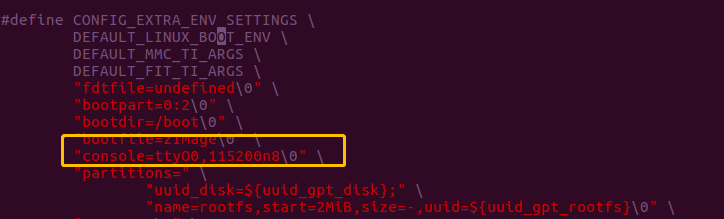 #define CONFIG_EXTRA_ENV_SETTINGS \
DEFAULT_LINUX_BOOT_ENV \
DEFAULT_MMC_TI_ARGS \
DEFAULT_FIT_TI_ARGS \
"fdtfile=undefined\0" \
"bootpart=0:2\0" \
"bootdir=/boot\0" \
"bootfile=zImage\0" \
"console=ttyO0,115200n8\0" \
"partitions=" \
"uuid_disk=${uuid_gpt_disk};" \
"name=rootfs,start=2MiB,size=-,uuid=${uuid_gpt_rootfs}\0" \